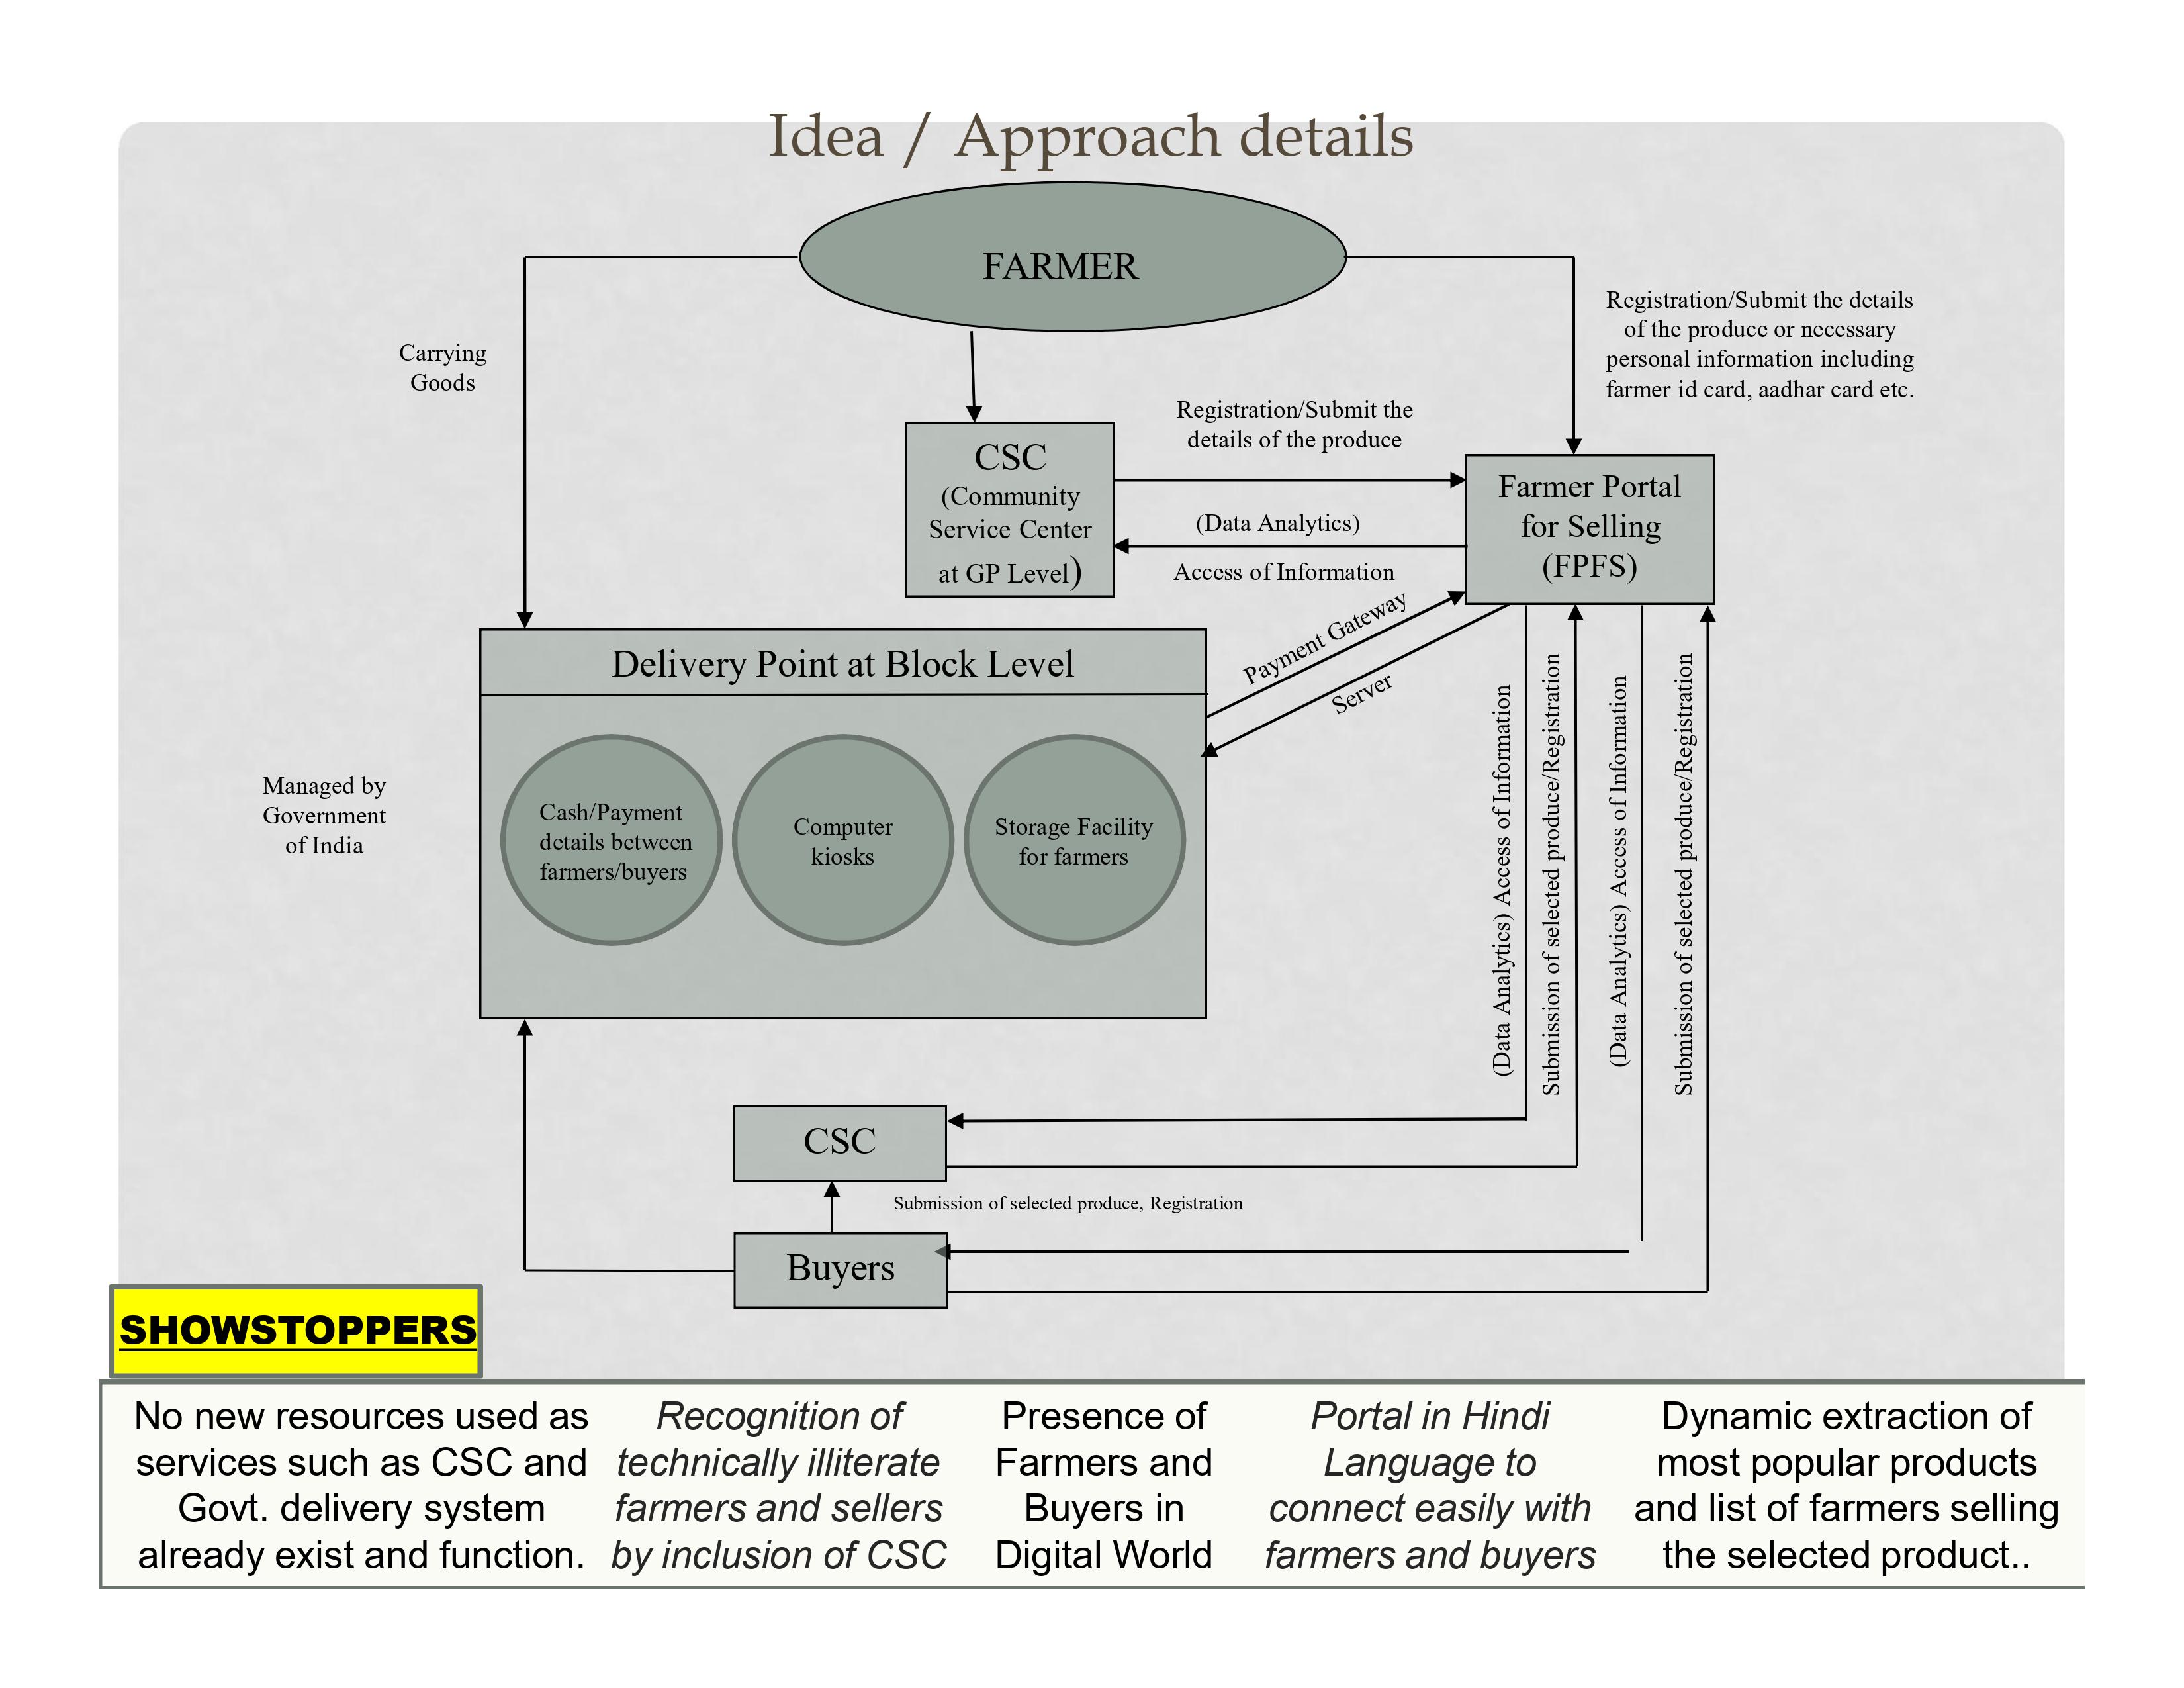 Idea / Approach details
FARMER
Carrying
Goods
Registration/Submit the details
of the produce or necessary
personal information including
farmer id card, aadhar card etc.
Registration/Submit the
details of the produce
CSC
(Community
Service Center
at GP Level)
(Data Analytics)
Access of Information
Farmer Portal
for Selling
(FPFS)
Payment Gateway
Server
Delivery Point at Block Level
Managed by
Government
of India
Cash/Payment
details between
farmers/buyers
Computer
kiosks
Storage Facility
for farmers
(Data Analytics) Access of Information
Submission of selected produce/Registration
(Data Analytics) Access of Information
Submission of selected produce/Registration
CSC
Submission of selected produce, Registration
Buyers
SHOWSTOPPERS
No new resources used as
services such as CSC and
Govt. delivery system
already exist and function.
Recognition of
technically illiterate
farmers and sellers
by inclusion of CSC
Presence of
Farmers and
Buyers in
Digital World
Portal in Hindi
Language to
connect easily with
farmers and buyers
Dynamic extraction of
most popular products
and list of farmers selling
the selected product..